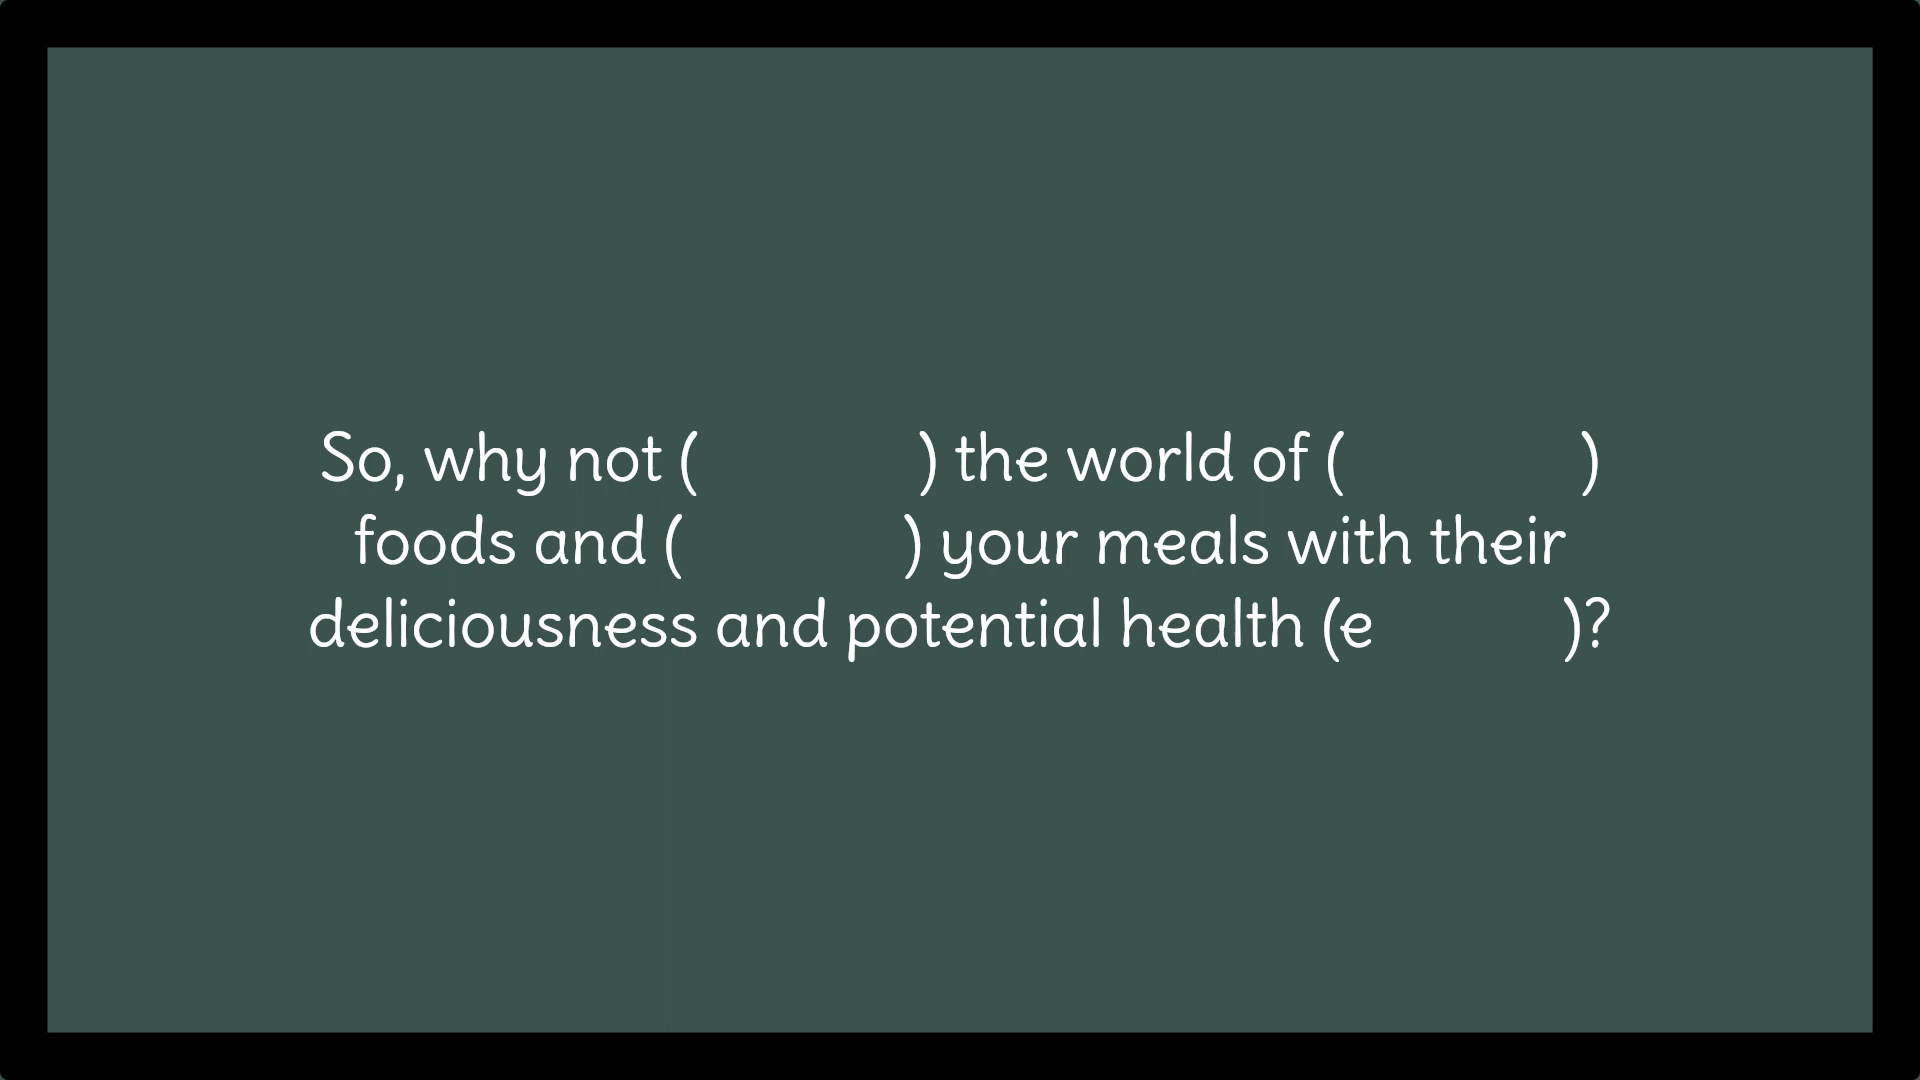 So, why not (          ) the world of (          )
foods and (          ) your meals with their
deliciousness and potential health (e          )?